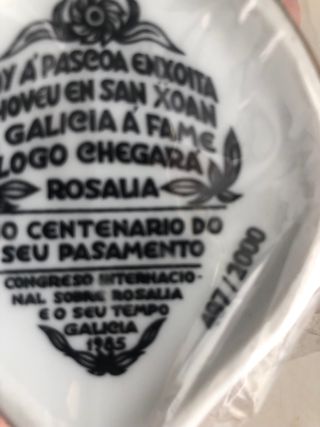 Á PASCOA ENXOITA
CHOVEU EN SAN XOAN
GALICIA Á FAME
LOGO CHEGARÁ
ROSALIA
O CENTENARIO DO
SEU PASAMENTO
CONGRESO INTERNACIO-
NAL SOBRE ROSALIA
E O SEU TEMPO
GALICIA
1985
487/2000